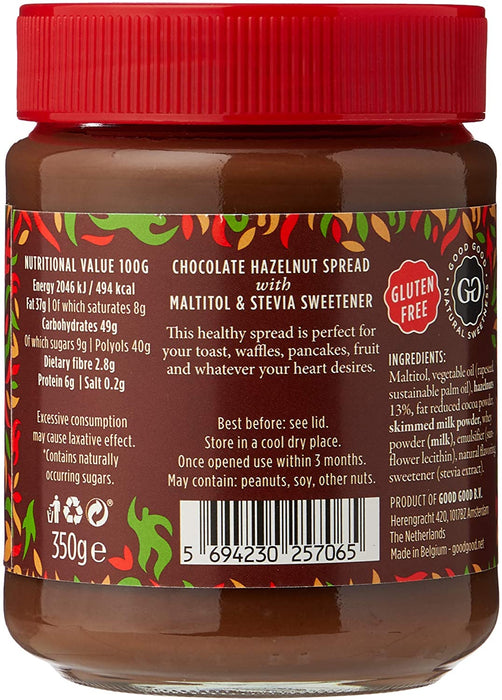 NUTRITIONAL VALUE 100G
Energy 2046 kJ / 494 kcal
Fat 37g | Of which saturates 8g
Carbohydrates 49g
Of which sugars 9g | Polyols 40g
Dietary fibre 2.8g
Protein 6g | Salt 0.2g
Excessive consumption
may cause laxative effect.
*Contains naturally
occurring sugars.
350g e
CHOCOLATE HAZELNUT SPREAD
with
MALTITOL & STEVIA SWEETENER
This healthy spread is perfect for
your toast, waffles, pancakes, fruit
and whatever your heart desires.
Best before: see lid.
Store in a cool dry place.
Once opened use within 3 months.
May contain: peanuts, soy, other nuts.
5 694230 257065
GLUTEN
FREE
GOOD GOOD
GO
NATURAL SWEETNESS
INGREDIENTS:
Maltitol, vegetable oil (rapeseed,
sustainable palm oil), hazelnuts
13%, fat reduced cocoa powder,
skimmed milk powder, whey
powder (milk), emulsifier (sun-
flower lecithin), natural flavoring,
sweetener (stevia extract).
PRODUCT OF GOOD GOOD B.V.
Herengracht 420, 1017BZ Amsterdam
The Netherlands
Made in Belgium - goodgood.net